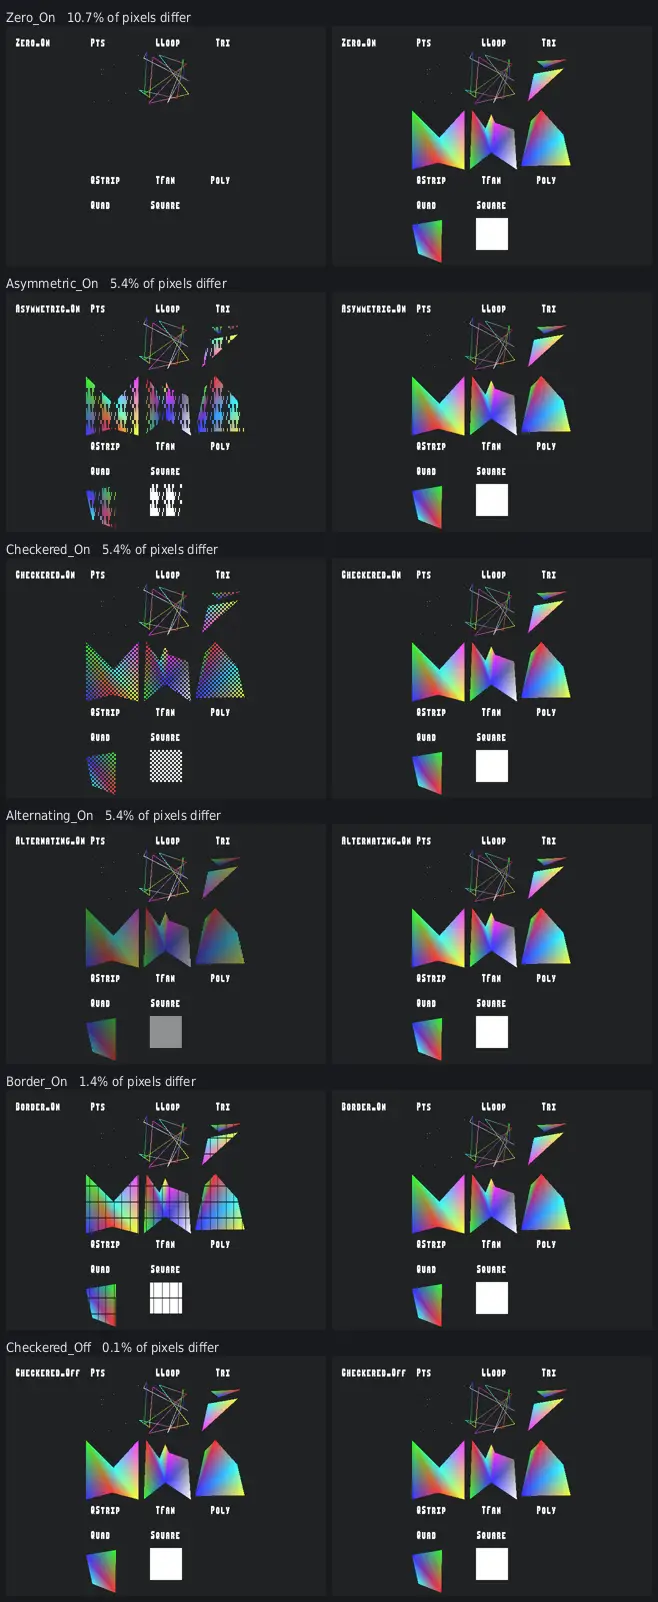 Zero_On 10.7% of pixels differ
Zero_On Pts LLoop Tri Zero_On Pts LLoop Tri
QStrip TFan Poly QStrip TFan Poly
Quad Square Quad Square
Asymmetric_On 5.4% of pixels differ
Asymmetric_On Pts LLoop Tri Asymmetric_On Pts LLoop Tri
QStrip TFan Poly QStrip TFan Poly
Quad Square Quad Square
Checkered_On 5.4% of pixels differ
Checkered_On Pts LLoop Tri Checkered_On Pts LLoop Tri
QStrip TFan Poly QStrip TFan Poly
Quad Square Quad Square
Alternating_On 5.4% of pixels differ
Alternating_On Pts LLoop Tri Alternating_On Pts LLoop Tri
QStrip TFan Poly QStrip TFan Poly
Quad Square Quad Square
Border_On 1.4% of pixels differ
Border_On Pts LLoop Tri Border_On Pts LLoop Tri
QStrip TFan Poly QStrip TFan Poly
Quad Square Quad Square
Checkered_Off 0.1% of pixels differ
Checkered_Off Pts LLoop Tri Checkered_Off Pts LLoop Tri
QStrip TFan Poly QStrip TFan Poly
Quad Square Quad Square